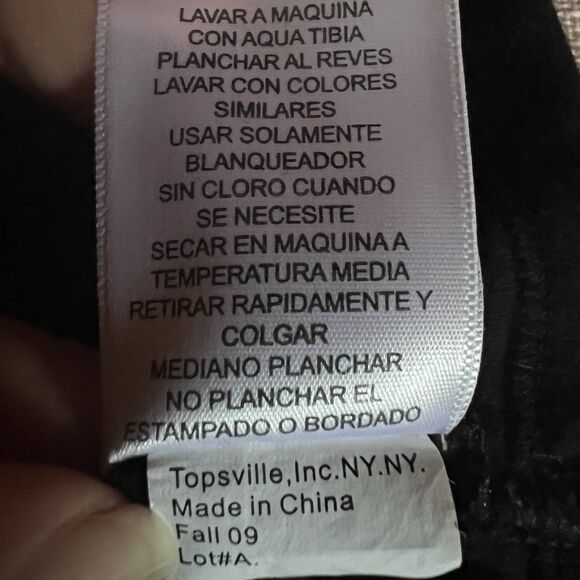 LAVAR A MAQUINA
CON AQUA TIBIA
PLANCHAR AL REVES
LAVAR CON COLORES
SIMILARES
USAR SOLAMENTE
BLANQUEADOR
SIN CLORO CUANDO
SE NECESITE
SECAR EN MAQUINA A
TEMPERATURA MEDIA
RETIRAR RAPIDAMENTE Y
COLGAR
MEDIANO PLANCHAR
NO PLANCHAR EL
ESTAMPADO O BORDADO
Topsville,Inc.NY.NY.
Made in China
Fall 09
Lot#A.